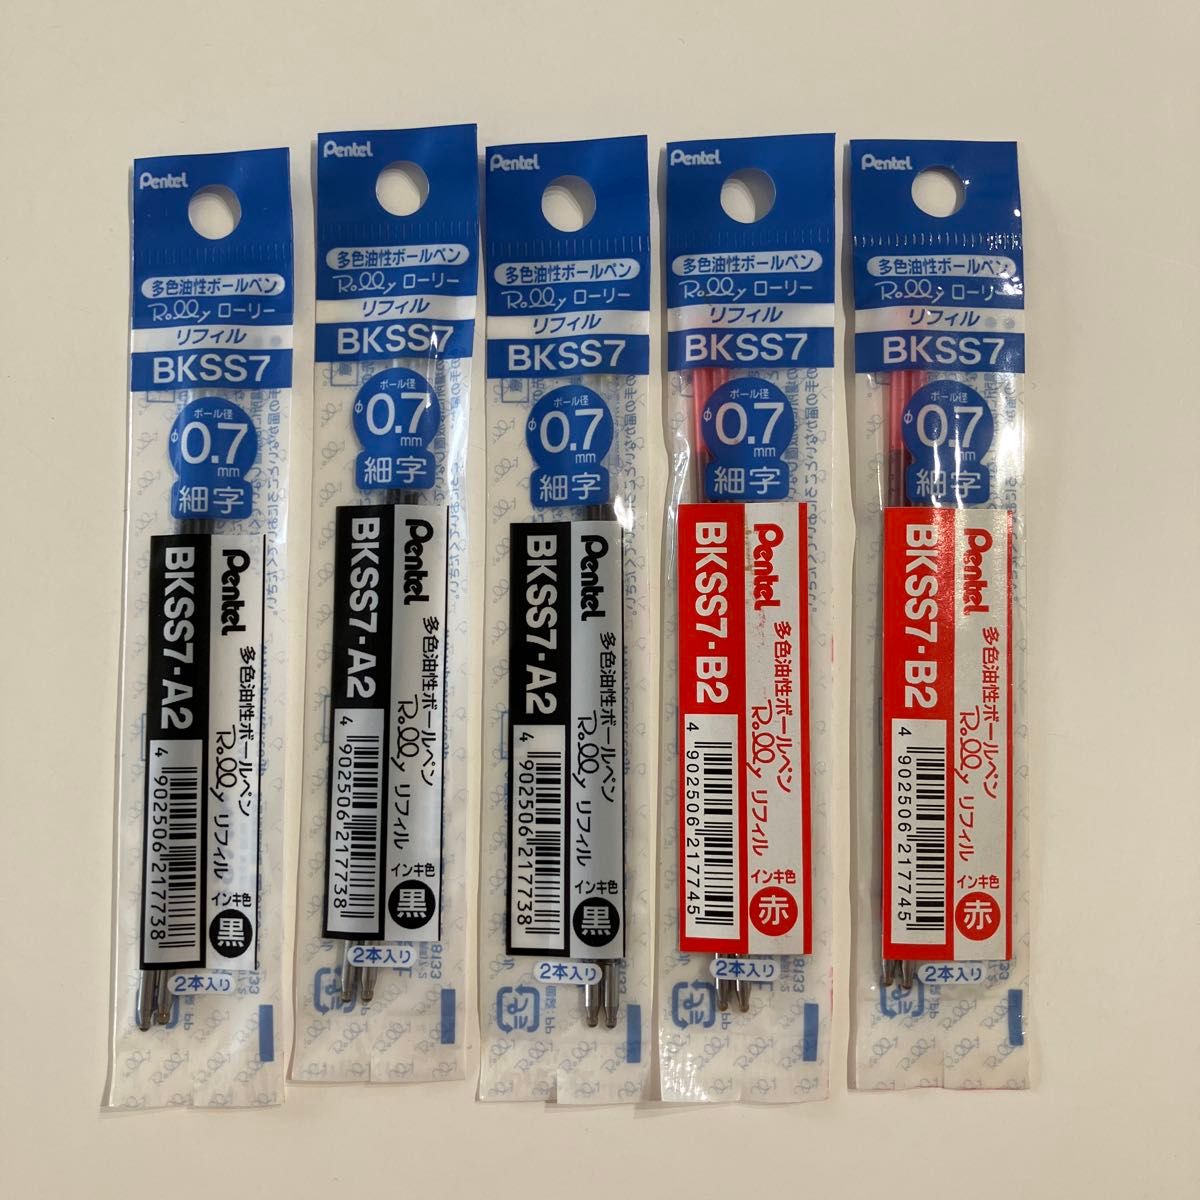 Pentel
多色油性ボールペン
Rolly ローリー
リフィル
BKSS7
ボール径
φ0.7mm
細字
Pentel
BKSS7・A2
多色油性ボールペン
Rolly リフィル
インキ色
黒
4 902506 217738
2本入り
Pentel
多色油性ボールペン
Rolly ローリー
リフィル
BKSS7
ボール径
φ0.7mm
細字
Pentel
BKSS7・A2
多色油性ボールペン
Rolly リフィル
インキ色
黒
4 902506 217738
2本入り
Pentel
多色油性ボールペン
Rolly ローリー
リフィル
BKSS7
ボール径
φ0.7mm
細字
Pentel
BKSS7・A2
多色油性ボールペン
Rolly リフィル
インキ色
黒
4 902506 217738
2本入り
Pentel
多色油性ボールペン
Rolly ローリー
リフィル
BKSS7
ボール径
φ0.7mm
細字
Pentel
BKSS7・B2
多色油性ボールペン
Rolly リフィル
インキ色
赤
4 902506 217745
2本入り
Pentel
多色油性ボールペン
Rolly ローリー
リフィル
BKSS7
ボール径
φ0.7mm
細字
Pentel
BKSS7・B2
多色油性ボールペン
Rolly リフィル
インキ色
赤
4 902506 217745
2本入り